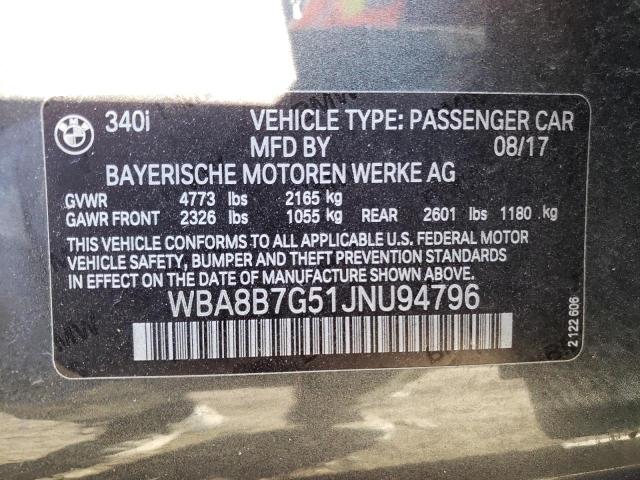 BMW 340i VEHICLE TYPE: PASSENGER CAR
MFD BY 08/17
BAYERISCHE MOTOREN WERKE AG
GVWR 4773 lbs 2165 kg
GAWR FRONT 2326 lbs 1055 kg REAR 2601 lbs 1180 kg
THIS VEHICLE CONFORMS TO ALL APPLICABLE U.S. FEDERAL MOTOR
VEHICLE SAFETY, BUMPER AND THEFT PREVENTION STANDARDS
IN EFFECT ON THE DATE OF MANUFACTURE SHOWN ABOVE.
WBA8B7G51JNU94796
2 122 606